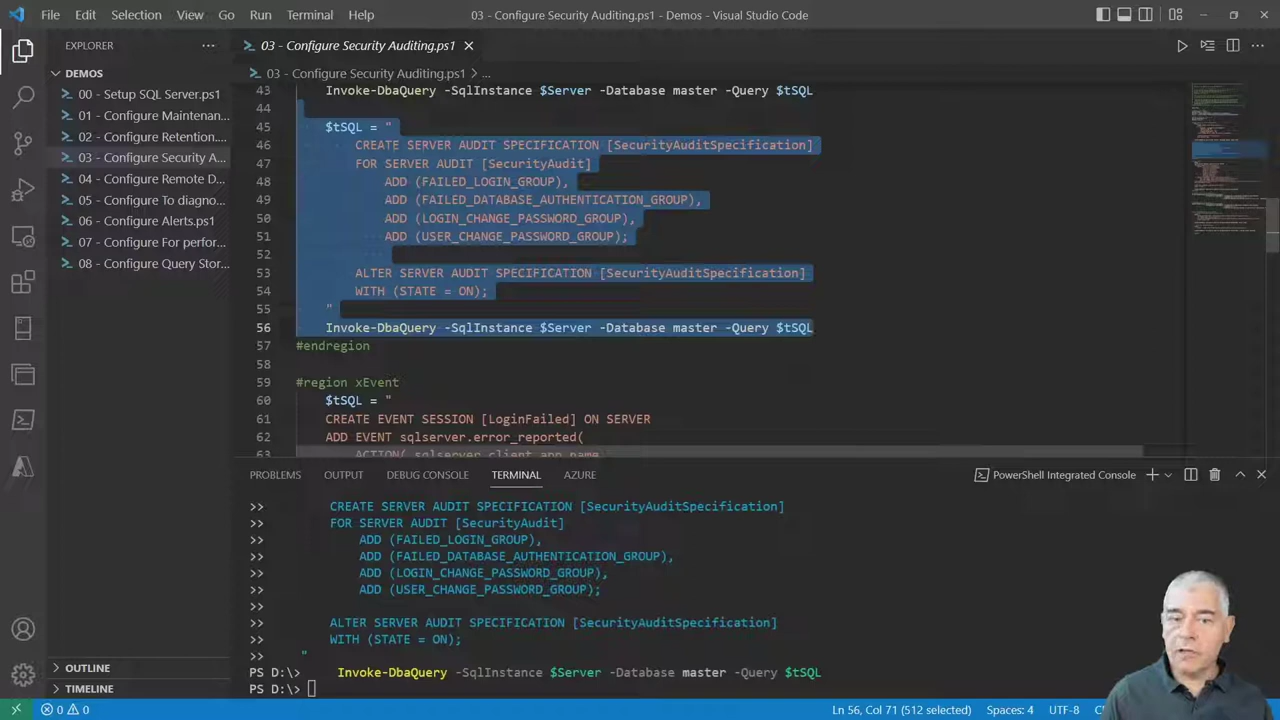 File Edit Selection View Go Run Terminal Help 03 - Configure Security Auditing.ps1 - Demos - Visual Studio Code
EXPLORER
DEMOS
00 - Setup SQL Server.ps1
01 - Configure Maintenan...
02 - Configure Retention....
03 - Configure Security A...
04 - Configure Remote D...
05 - Configure To diagno...
06 - Configure Alerts.ps1
07 - Configure For perfor...
08 - Configure Query Stor...
OUTLINE
TIMELINE
03 - Configure Security Auditing.ps1
03 - Configure Security Auditing.ps1 > ...
43 Invoke-DbaQuery -SqlInstance $Server -Database master -Query $tSQL
44
45 $tSQL = "
46 CREATE SERVER AUDIT SPECIFICATION [SecurityAuditSpecification]
47 FOR SERVER AUDIT [SecurityAudit]
48 ADD (FAILED_LOGIN_GROUP),
49 ADD (FAILED_DATABASE_AUTHENTICATION_GROUP),
50 ADD (LOGIN_CHANGE_PASSWORD_GROUP),
51 ADD (USER_CHANGE_PASSWORD_GROUP);
52
53 ALTER SERVER AUDIT SPECIFICATION [SecurityAuditSpecification]
54 WITH (STATE = ON);
55 "
56 Invoke-DbaQuery -SqlInstance $Server -Database master -Query $tSQL
57 #endregion
58
59 #region xEvent
60 $tSQL = "
61 CREATE EVENT SESSION [LoginFailed] ON SERVER
62 ADD EVENT sqlserver.error_reported(
63 ACTION( sqlserver.client_app_name
PROBLEMS OUTPUT DEBUG CONSOLE TERMINAL AZURE PowerShell Integrated Console
>> CREATE SERVER AUDIT SPECIFICATION [SecurityAuditSpecification]
>> FOR SERVER AUDIT [SecurityAudit]
>> ADD (FAILED_LOGIN_GROUP),
>> ADD (FAILED_DATABASE_AUTHENTICATION_GROUP),
>> ADD (LOGIN_CHANGE_PASSWORD_GROUP),
>> ADD (USER_CHANGE_PASSWORD_GROUP);
>>
>> ALTER SERVER AUDIT SPECIFICATION [SecurityAuditSpecification]
>> WITH (STATE = ON);
>> "
PS D:\> Invoke-DbaQuery -SqlInstance $Server -Database master -Query $tSQL
PS D:\>
0 0 Ln 56, Col 71 (512 selected) Spaces: 4 UTF-8